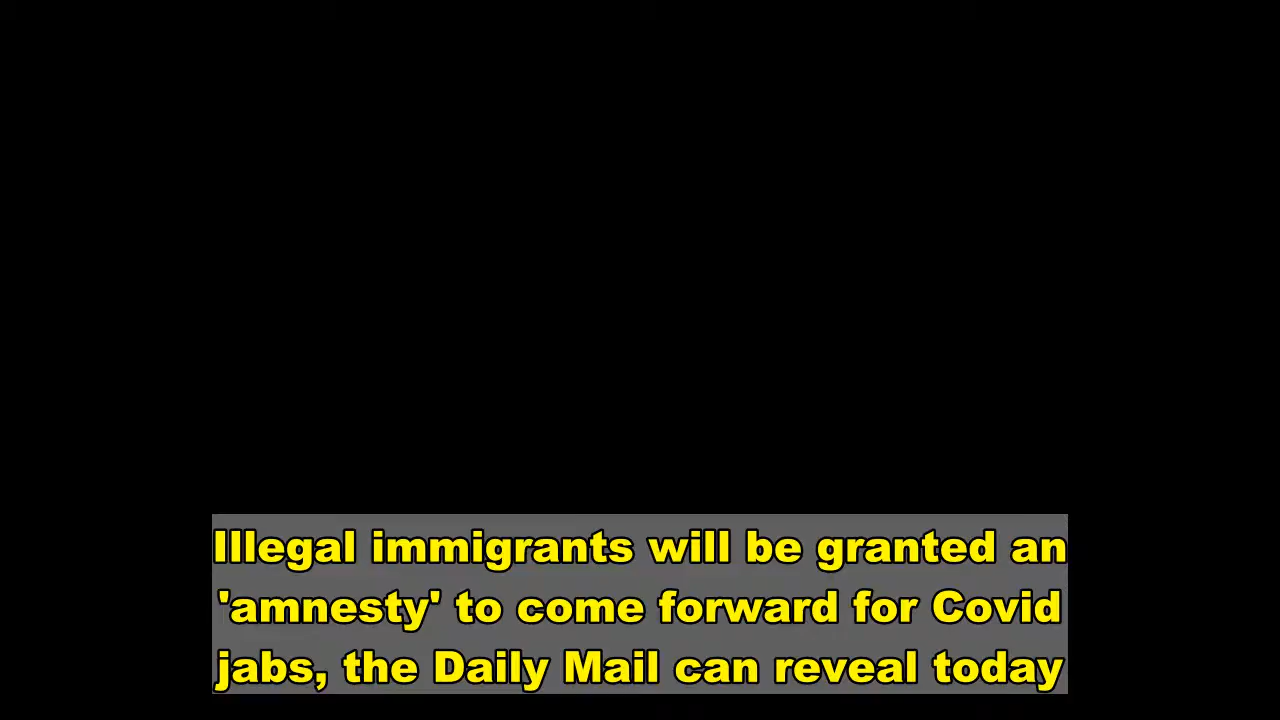 Illegal immigrants will be granted an
'amnesty' to come forward for Covid
jabs, the Daily Mail can reveal today